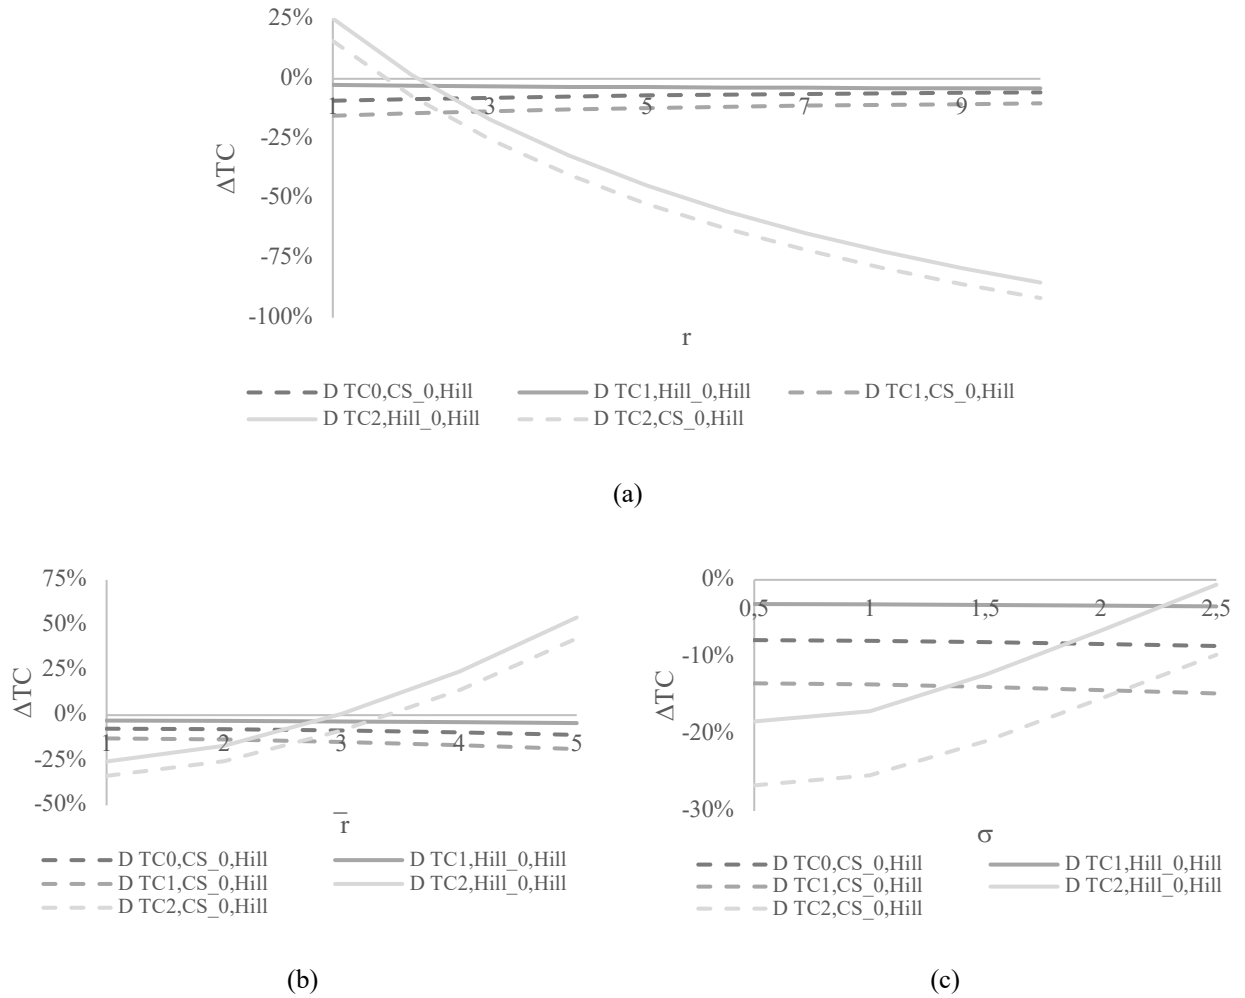 25%
0%
-25%
-50%
-75%
-100%
ΔTC
1 3 5 7 9
r
D TC0,CS_0,Hill D TC1,Hill_0,Hill D TC1,CS_0,Hill
D TC2,Hill_0,Hill D TC2,CS_0,Hill
(a)
75%
50%
25%
0%
-25%
-50%
ΔTC
1 2 3 4 5
r̅
D TC0,CS_0,Hill D TC1,Hill_0,Hill
D TC1,CS_0,Hill D TC2,Hill_0,Hill
D TC2,CS_0,Hill
(b)
0%
-10%
-20%
-30%
ΔTC
0,5 1 1,5 2 2,5
σ
D TC0,CS_0,Hill D TC1,Hill_0,Hill
D TC1,CS_0,Hill D TC2,Hill_0,Hill
D TC2,CS_0,Hill
(c)